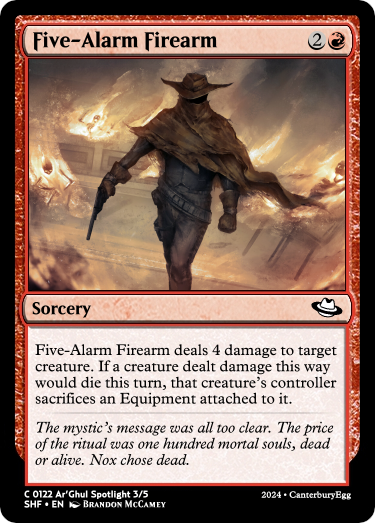 Five-Alarm Firearm 2
Sorcery
Five-Alarm Firearm deals 4 damage to target
creature. If a creature dealt damage this way
would die this turn, that creature's controller
sacrifices an Equipment attached to it.
The mystic's message was all too clear. The price
of the ritual was one hundred mortal souls, dead
or alive. Nox chose dead.
C 0122 Ar'Ghul Spotlight 3/5
2024 • CanterburyEgg
SHF • EN Brandon McCamey